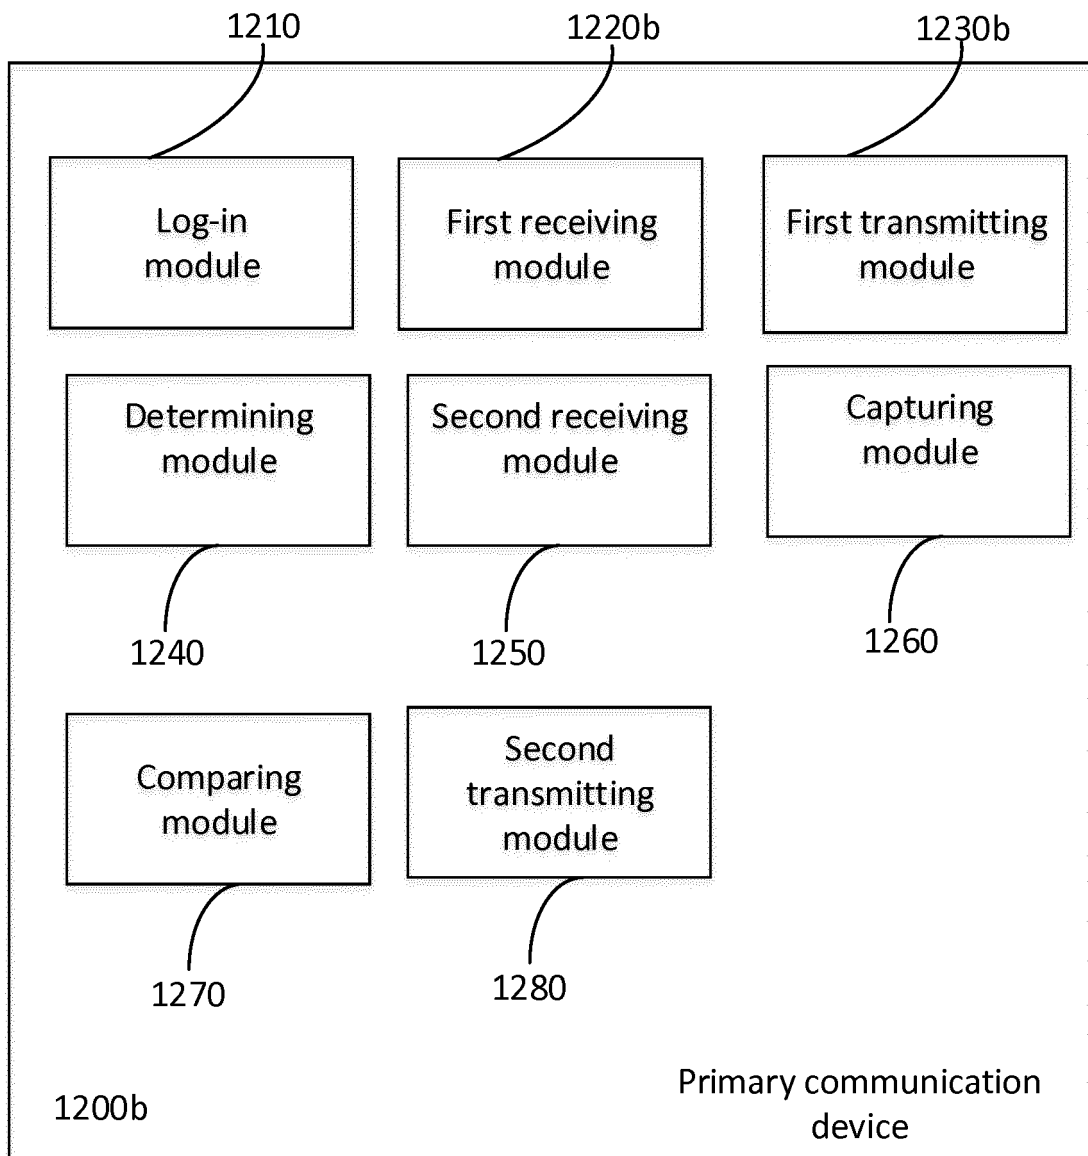 1210
1220b
1230b
Log-in
module
First receiving
module
First transmitting
module
Determining
module
Second receiving
module
Capturing
module
1240
1250
1260
Comparing
module
Second
transmitting
module
1270
1280
1200b
Primary communication
device